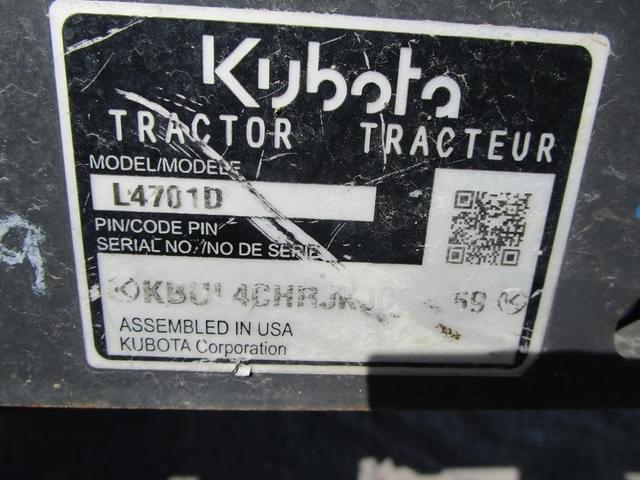 Kubota
TRACTOR TRACTEUR
MODEL/MODELE
L4701D
PIN/CODE PIN
SERIAL NO./NO DE SERIE
ASSEMBLED IN USA
KUBOTA Corporation